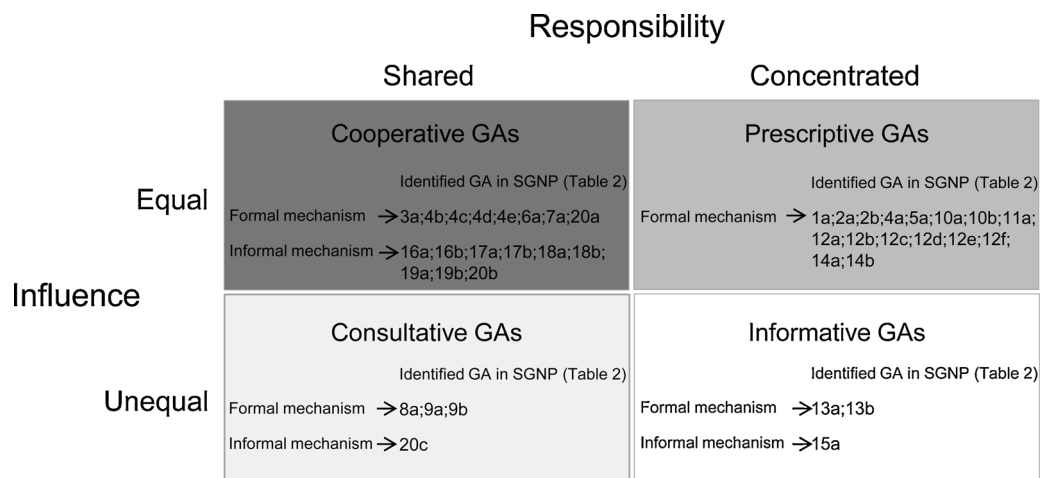 Responsibility
Shared
Concentrated
Influence
Equal
Cooperative GAs
Identified GA in SGNP (Table 2)
Formal mechanism → 3a;4b;4c;4d;4e;6a;7a;20a
Informal mechanism → 16a;16b;17a;17b;18a;18b;
19a;19b;20b
Prescriptive GAs
Identified GA in SGNP (Table 2)
Formal mechanism → 1a;2a;2b;4a;5a;10a;10b;11a;
12a;12b;12c;12d;12e;12f;
14a;14b
Unequal
Consultative GAs
Identified GA in SGNP (Table 2)
Formal mechanism → 8a;9a;9b
Informal mechanism → 20c
Informative GAs
Identified GA in SGNP (Table 2)
Formal mechanism → 13a;13b
Informal mechanism → 15a